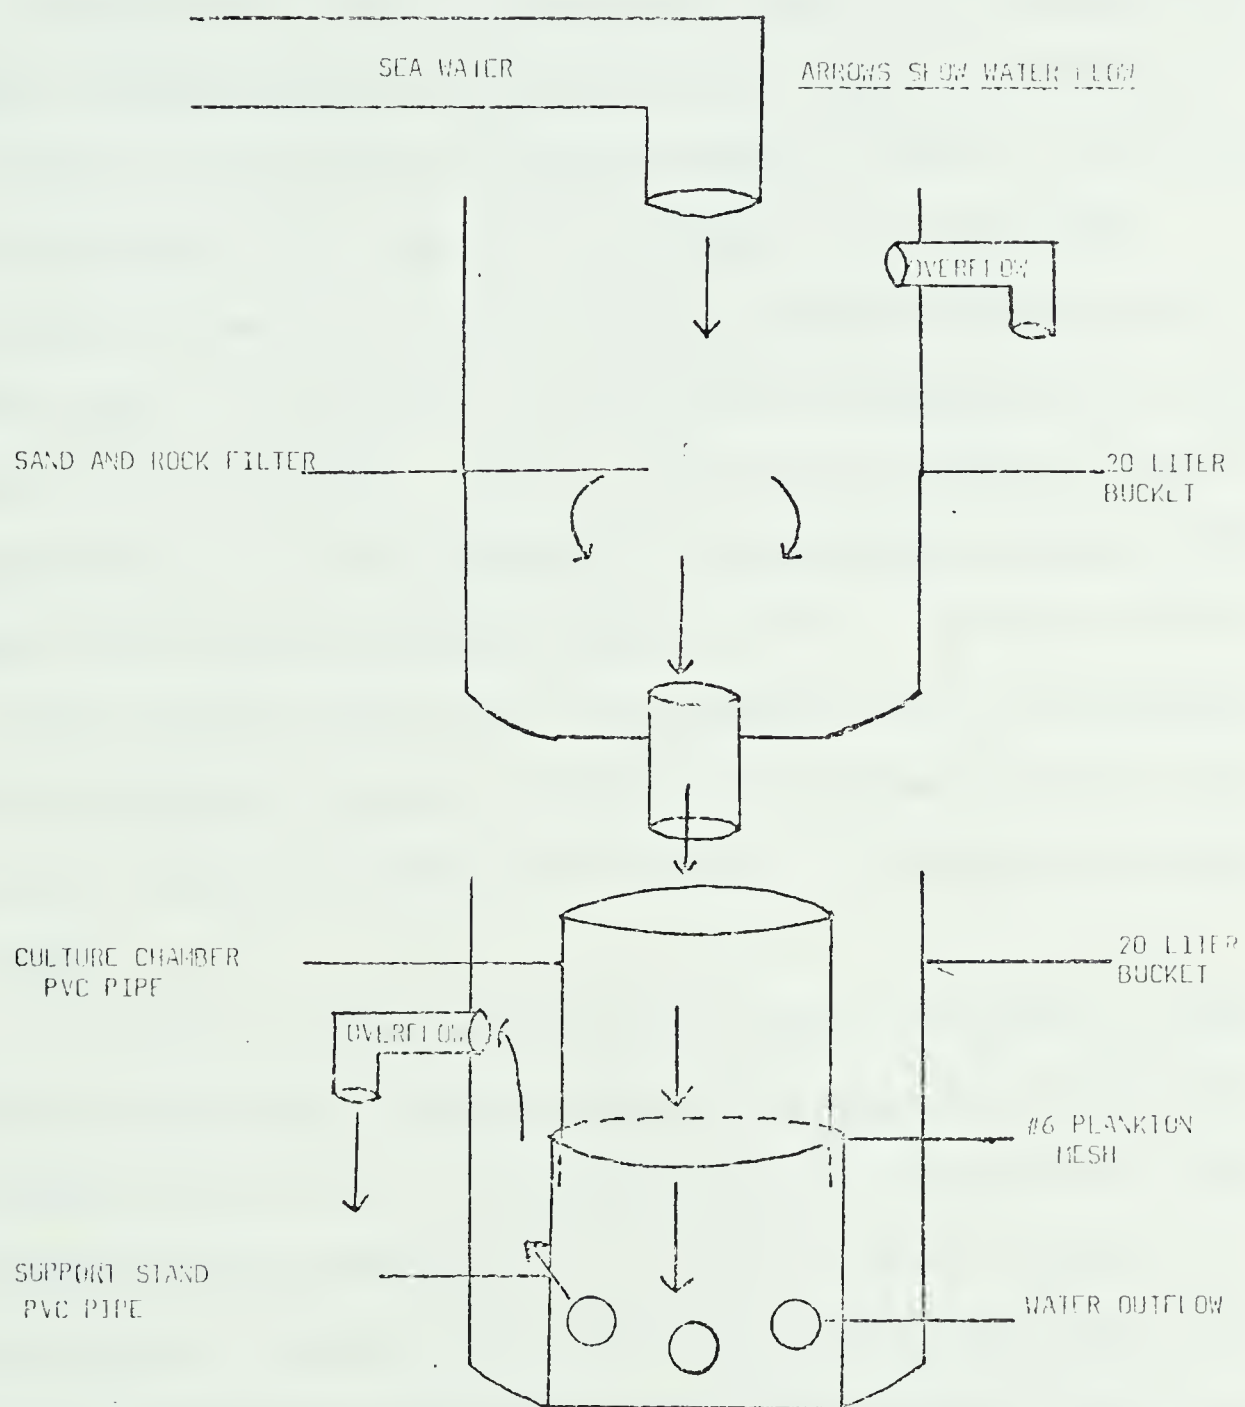 SEA WATER
ARROWS SHOW WATER FLOW
OVERFLOW
SAND AND ROCK FILTER
20 LITER
BUCKET
CULTURE CHAMBER
PVC PIPE
20 LITER
BUCKET
OVERFLOW
#6 PLANKTON
MESH
SUPPORT STAND
PVC PIPE
WATER OUTFLOW